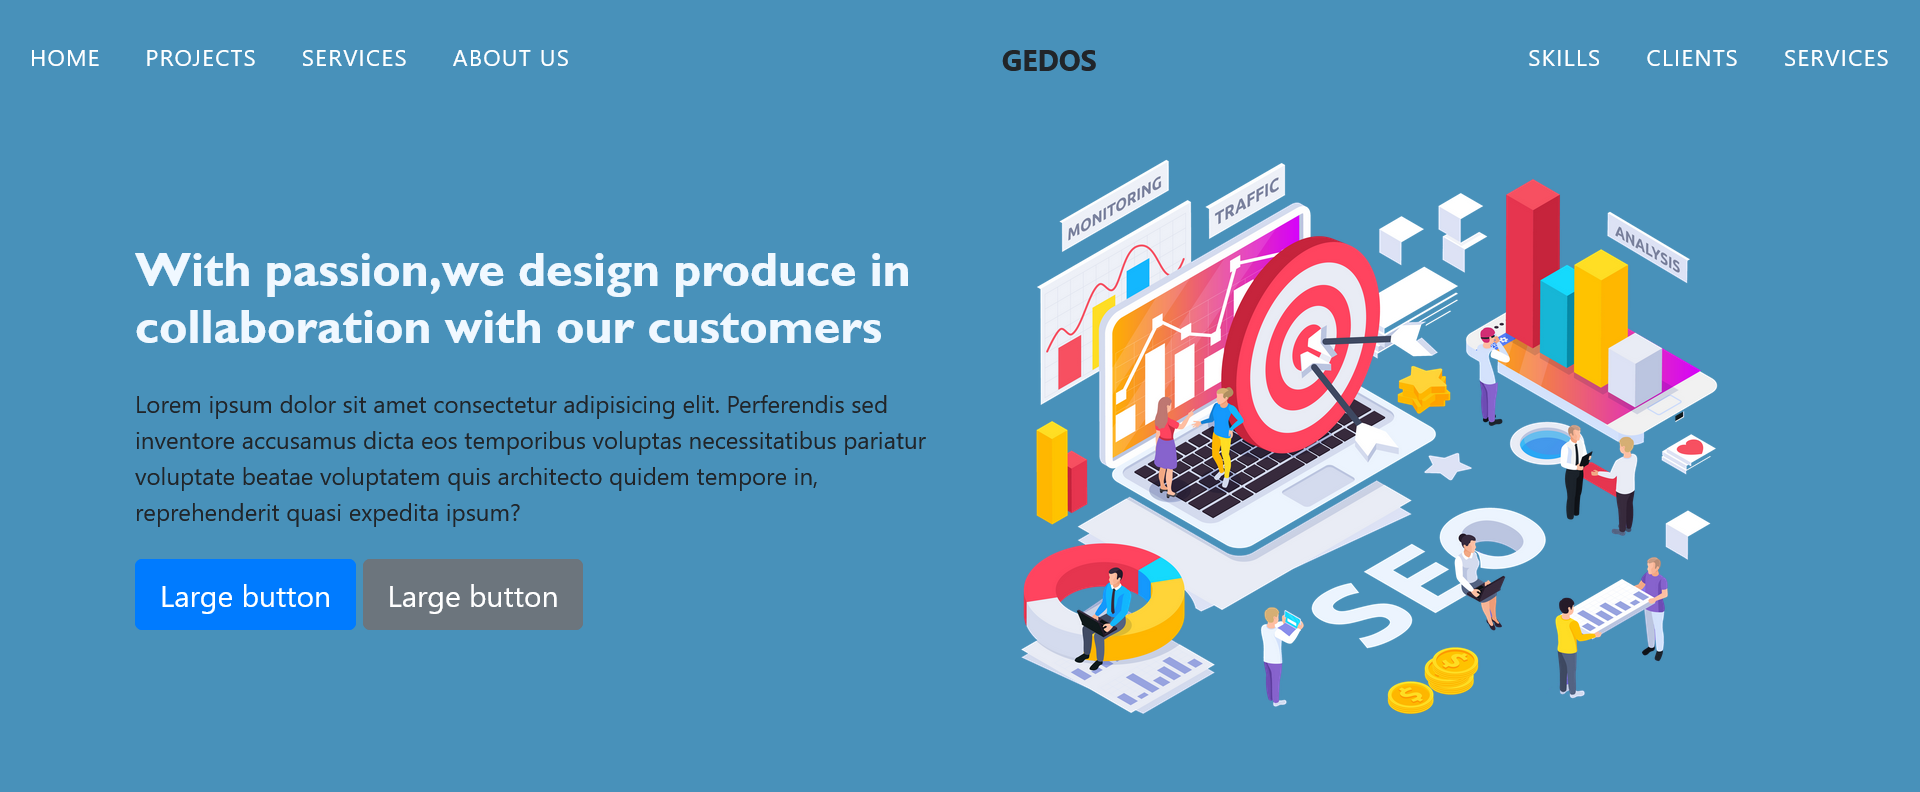 HOME PROJECTS SERVICES ABOUT US GEDOS SKILLS CLIENTS SERVICES
With passion,we design produce in
collaboration with our customers
Lorem ipsum dolor sit amet consectetur adipisicing elit. Perferendis sed
inventore accusamus dicta eos temporibus voluptas necessitatibus pariatur
voluptate beatae voluptatem quis architecto quidem tempore in,
reprehenderit quasi expedita ipsum?
Large button Large button
MONITORING
TRAFFIC
ANALYSIS
SEO
$
$